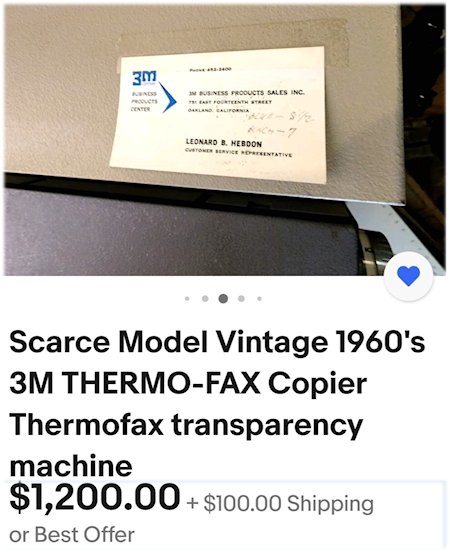 PHONE 452-2400
3M
COMPANY
BUSINESS
PRODUCTS
CENTER
3M BUSINESS PRODUCTS SALES INC.
751 EAST FOURTEENTH STREET
OAKLAND, CALIFORNIA
LEONARD B. HEBDON
CUSTOMER SERVICE REPRESENTATIVE
Scarce Model Vintage 1960's
3M THERMO-FAX Copier
Thermofax transparency
machine
$1,200.00 + $100.00 Shipping
or Best Offer